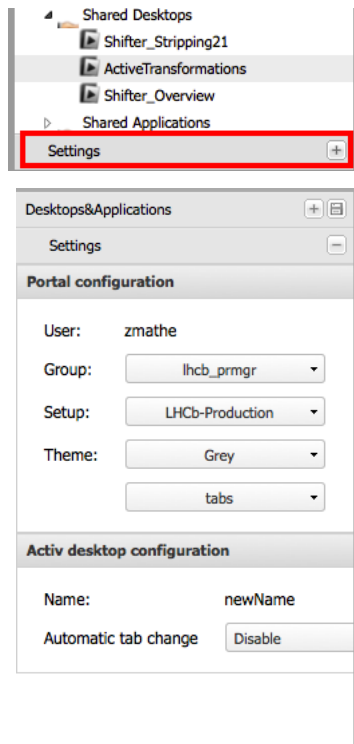 Shared Desktops
Shifter_Stripping21
ActiveTransformations
Shifter_Overview
Shared Applications
Settings
Desktops&Applications
Settings
Portal configuration
User: zmathe
Group: lhcb_prmgr
Setup: LHCb-Production
Theme: Grey
tabs
Activ desktop configuration
Name: newName
Automatic tab change Disable